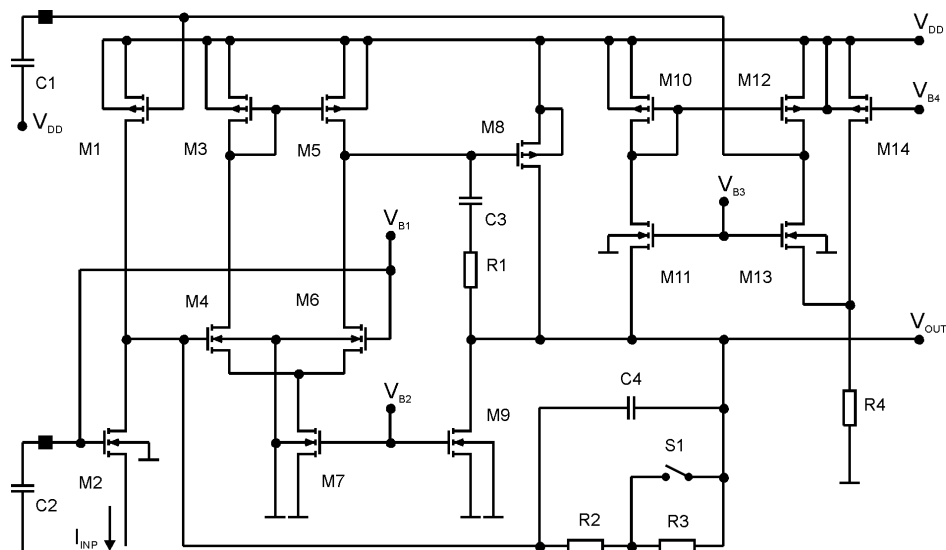 V_DD
C1
M10
M12
V_B4
V_DD
M1
M3
M5
M8
M14
V_B3
C3
V_B1
R1
M11
M13
M4
M6
V_OUT
C4
V_B2
M9
R4
S1
M2
M7
C2
I_INP
R2
R3